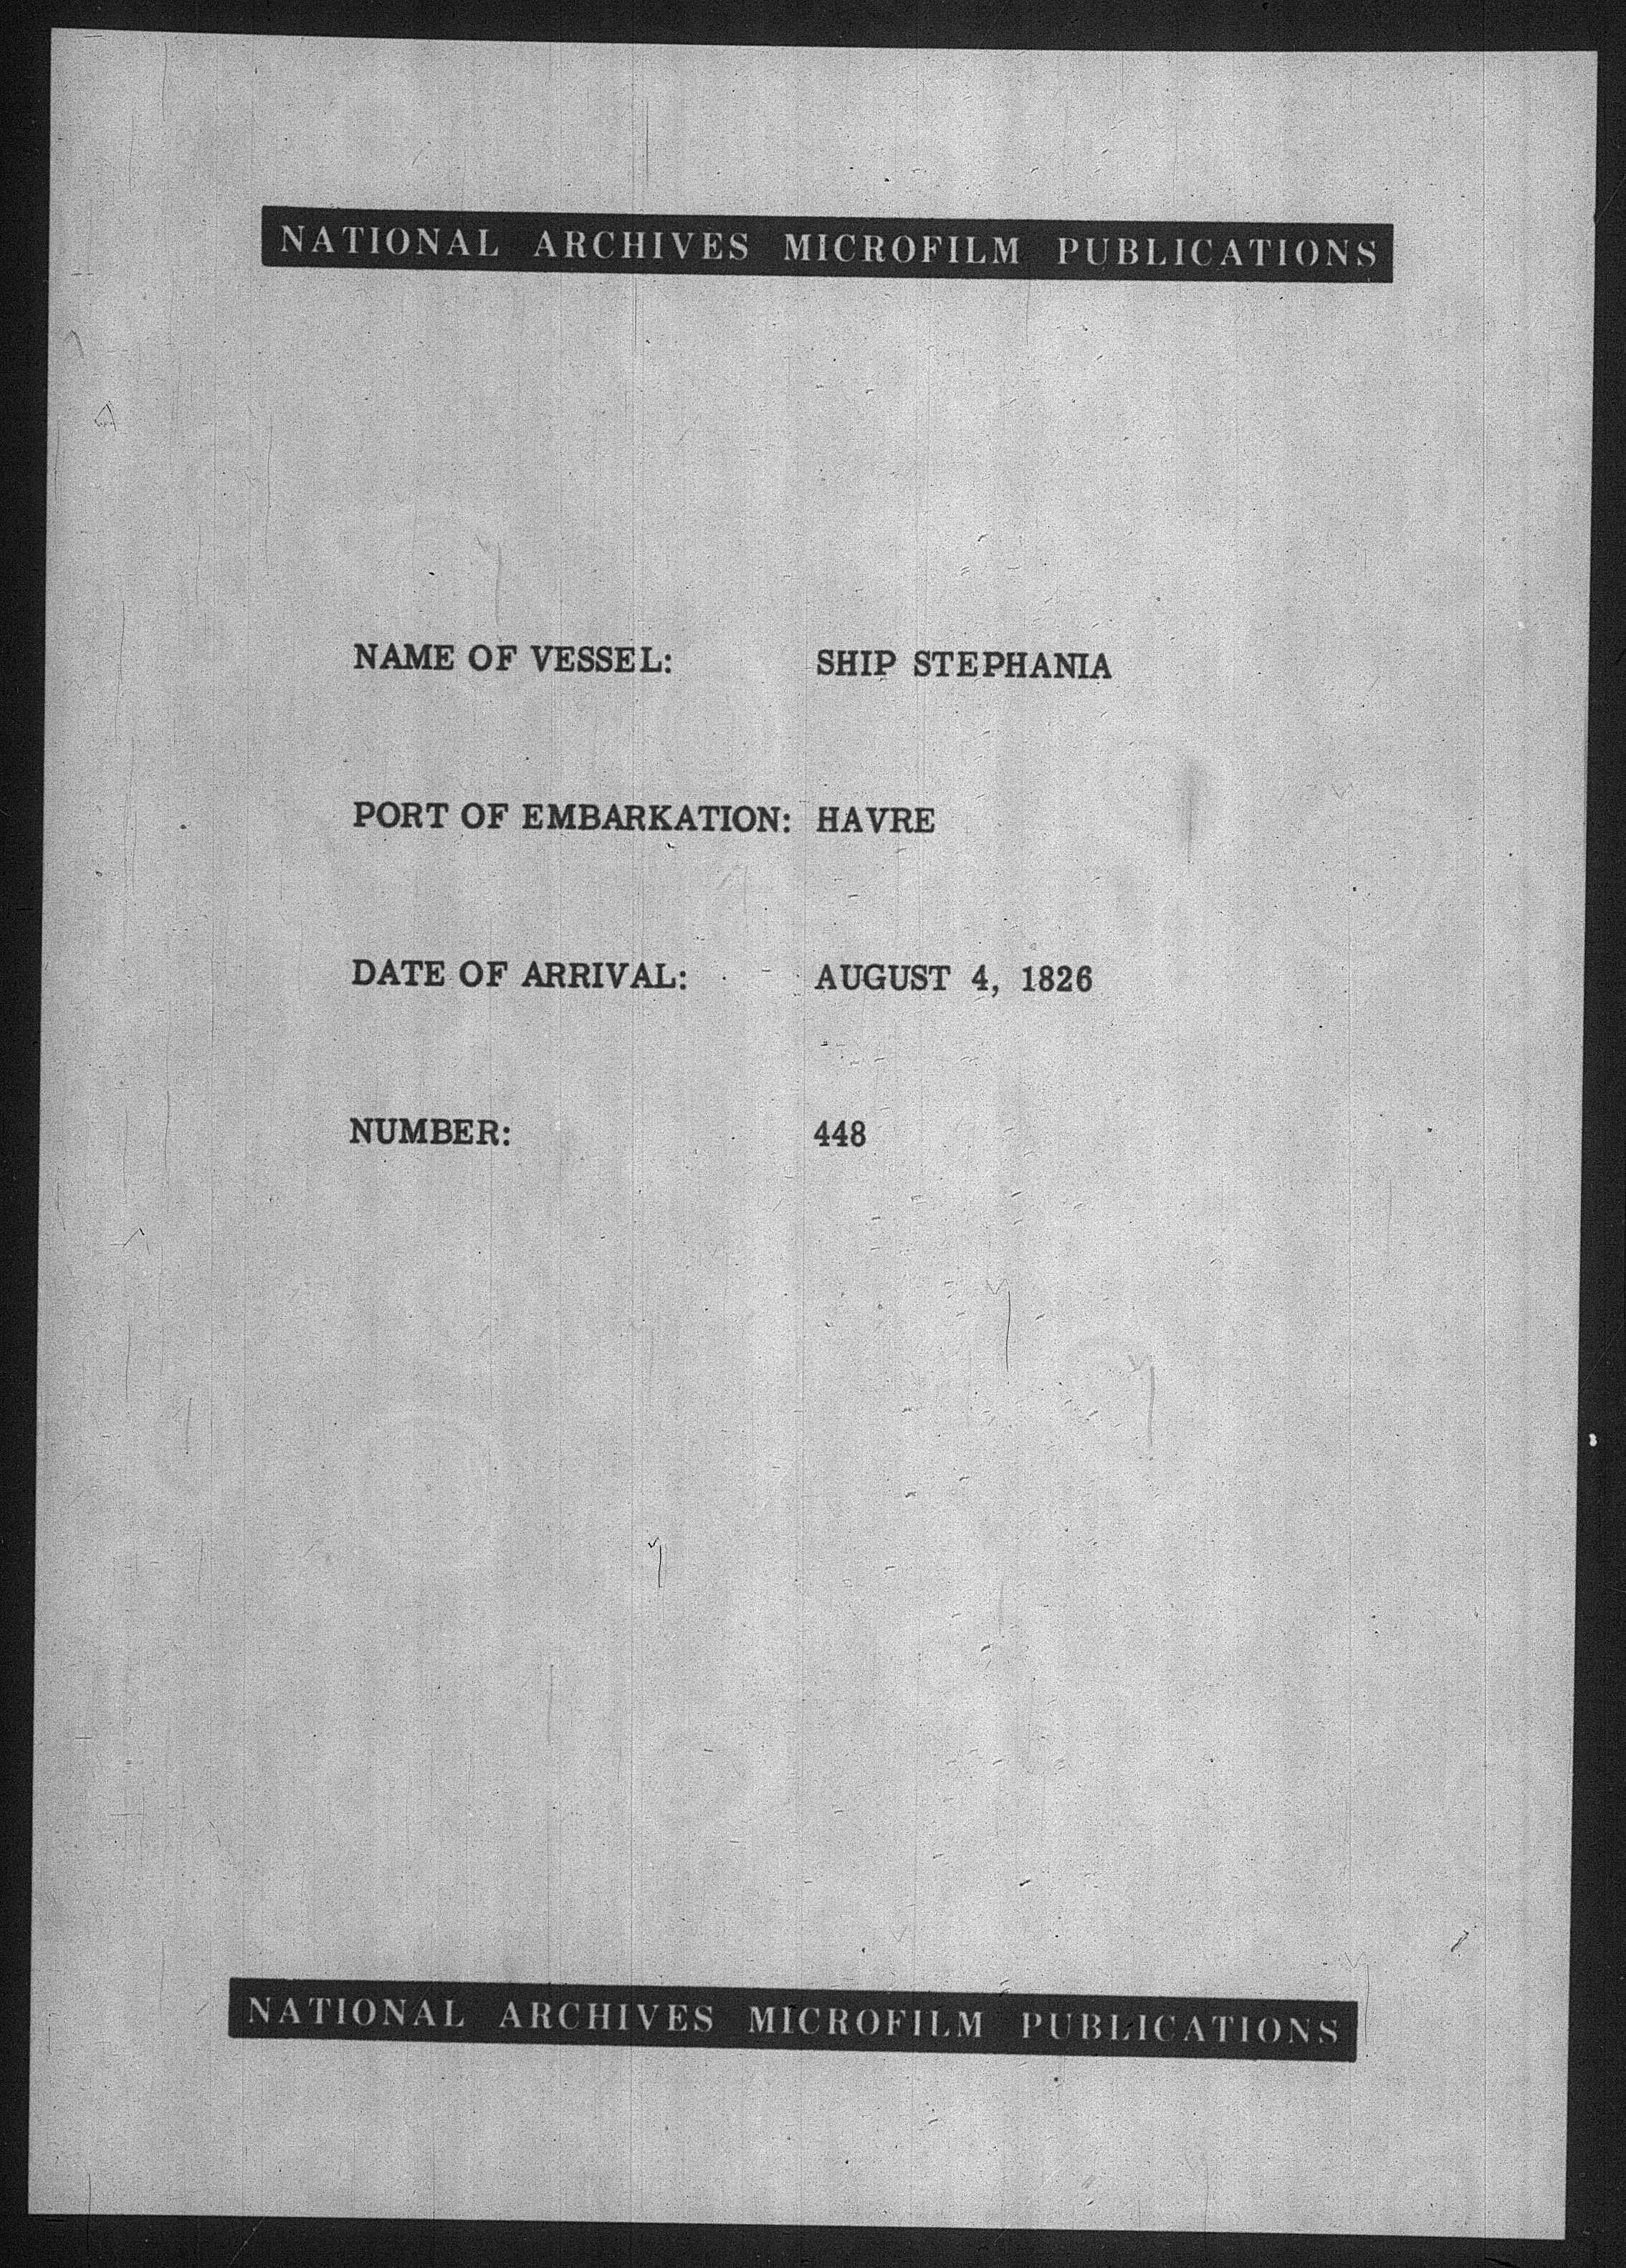 NATIONAL ARCHIVES MICROFILM PUBLICATIONS
NAME OF VESSEL: SHIP STEPHANIA
PORT OF EMBARKATION: HAVRE
DATE OF ARRIVAL: AUGUST 4, 1826
NUMBER: 448
NATIONAL ARCHIVES MICROFILM PUBLICATIONS